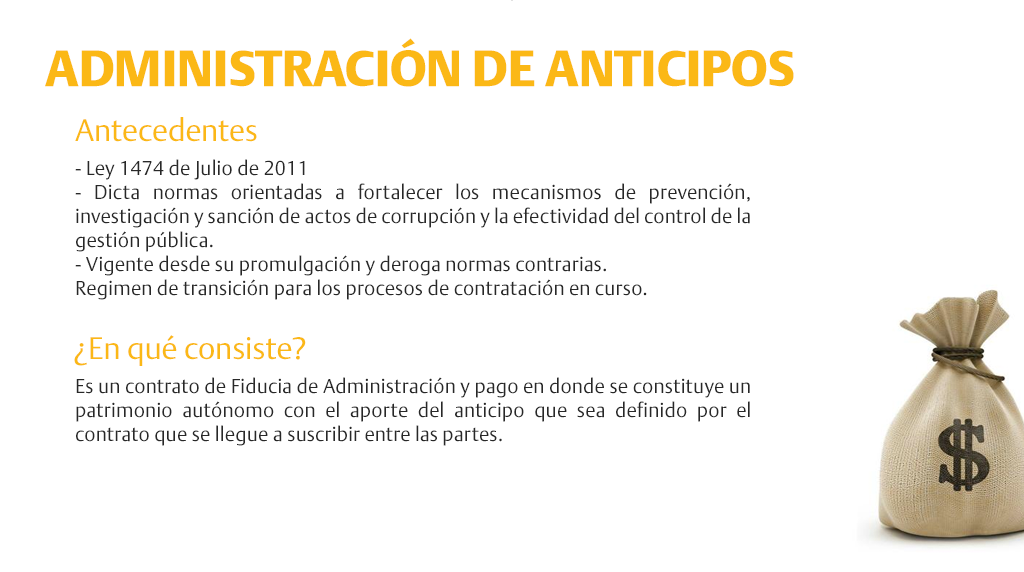 ADMINISTRACIÓN DE ANTICIPOS
Antecedentes
- Ley 1474 de Julio de 2011
- Dicta normas orientadas a fortalecer los mecanismos de prevención,
investigación y sanción de actos de corrupción y la efectividad del control de la
gestión pública.
- Vigente desde su promulgación y deroga normas contrarias.
Regimen de transición para los procesos de contratación en curso.
¿En qué consiste?
Es un contrato de Fiducia de Administración y pago en donde se constituye un
patrimonio autónomo con el aporte del anticipo que sea definido por el
contrato que se llegue a suscribir entre las partes.
$